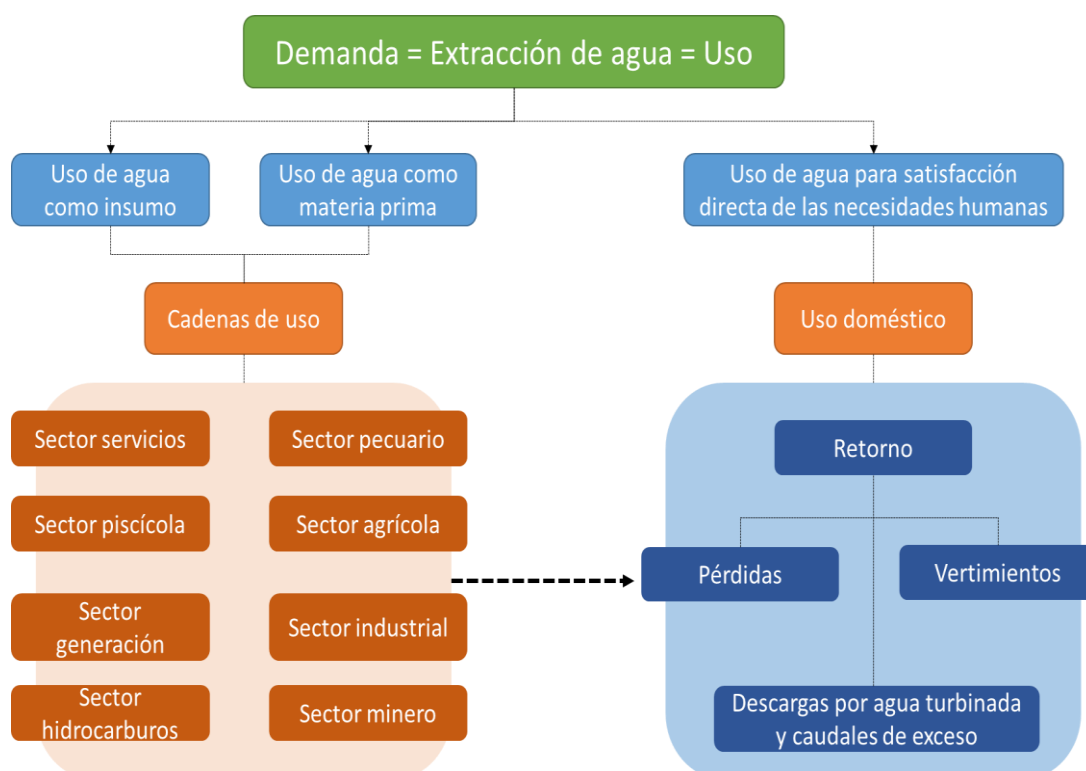 Demanda = Extracción de agua = Uso
Uso de agua
como insumo
Uso de agua como
materia prima
Uso de agua para satisfacción
directa de las necesidades humanas
Cadenas de uso
Uso doméstico
Sector servicios
Sector pecuario
Sector piscícola
Sector agrícola
Sector
generación
Sector industrial
Sector
hidrocarburos
Sector minero
Retorno
Pérdidas
Vertimientos
Descargas por agua turbinada
y caudales de exceso